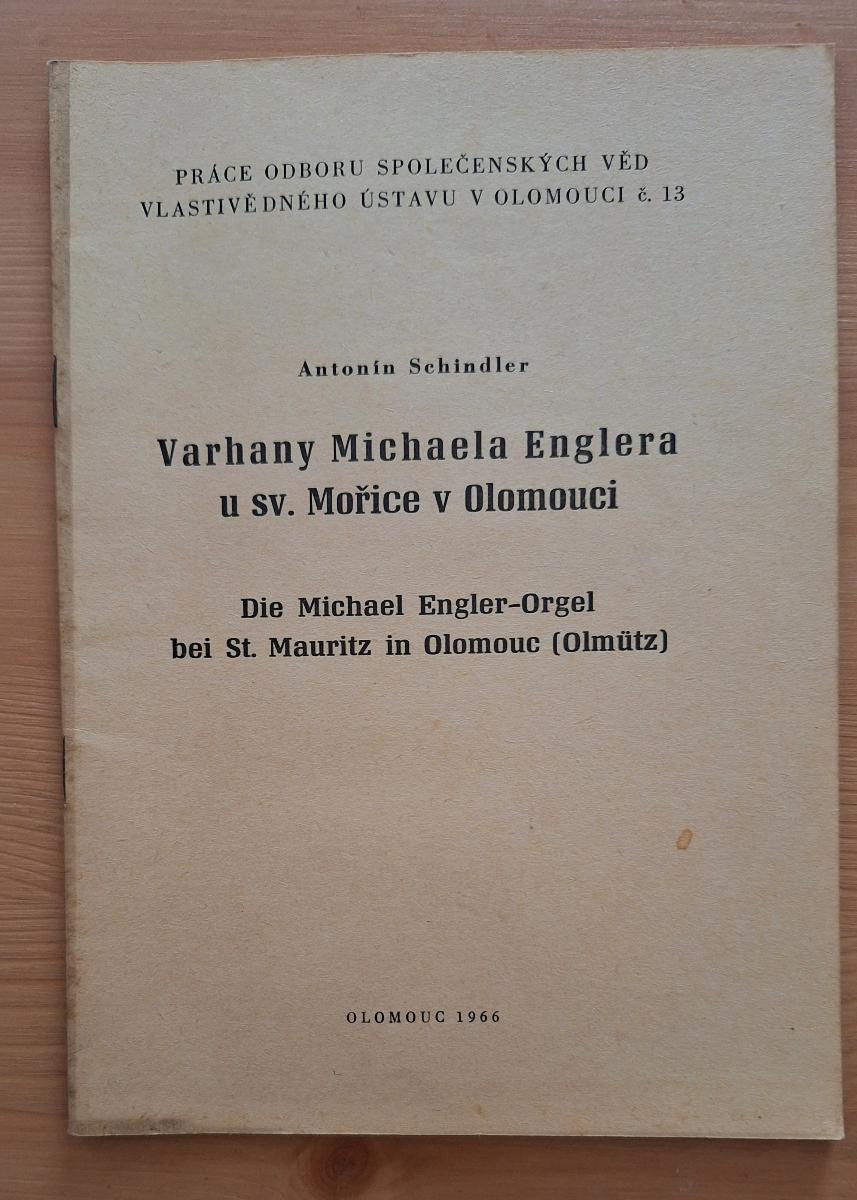 PRÁCE ODBORU SPOLEČENSKÝCH VĚD
VLASTIVĚDNÉHO ÚSTAVU V OLOMOUCI č. 13
Antonín Schindler
Varhany Michaela Englera
u sv. Mořice v Olomouci
Die Michael Engler-Orgel
bei St. Mauritz in Olomouc (Olmütz)
OLOMOUC 1966